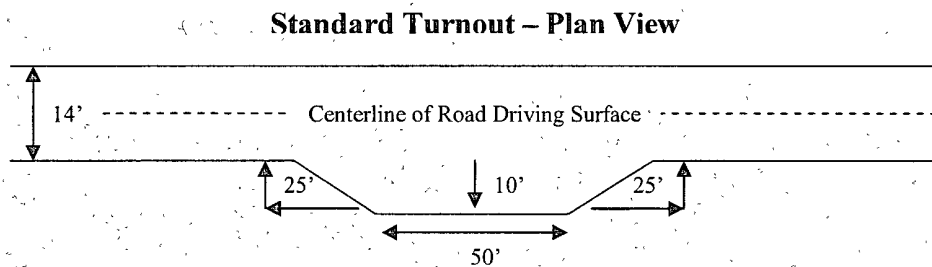 Standard Turnout – Plan View
14’
Centerline of Road Driving Surface
25’
10’
25’
50’